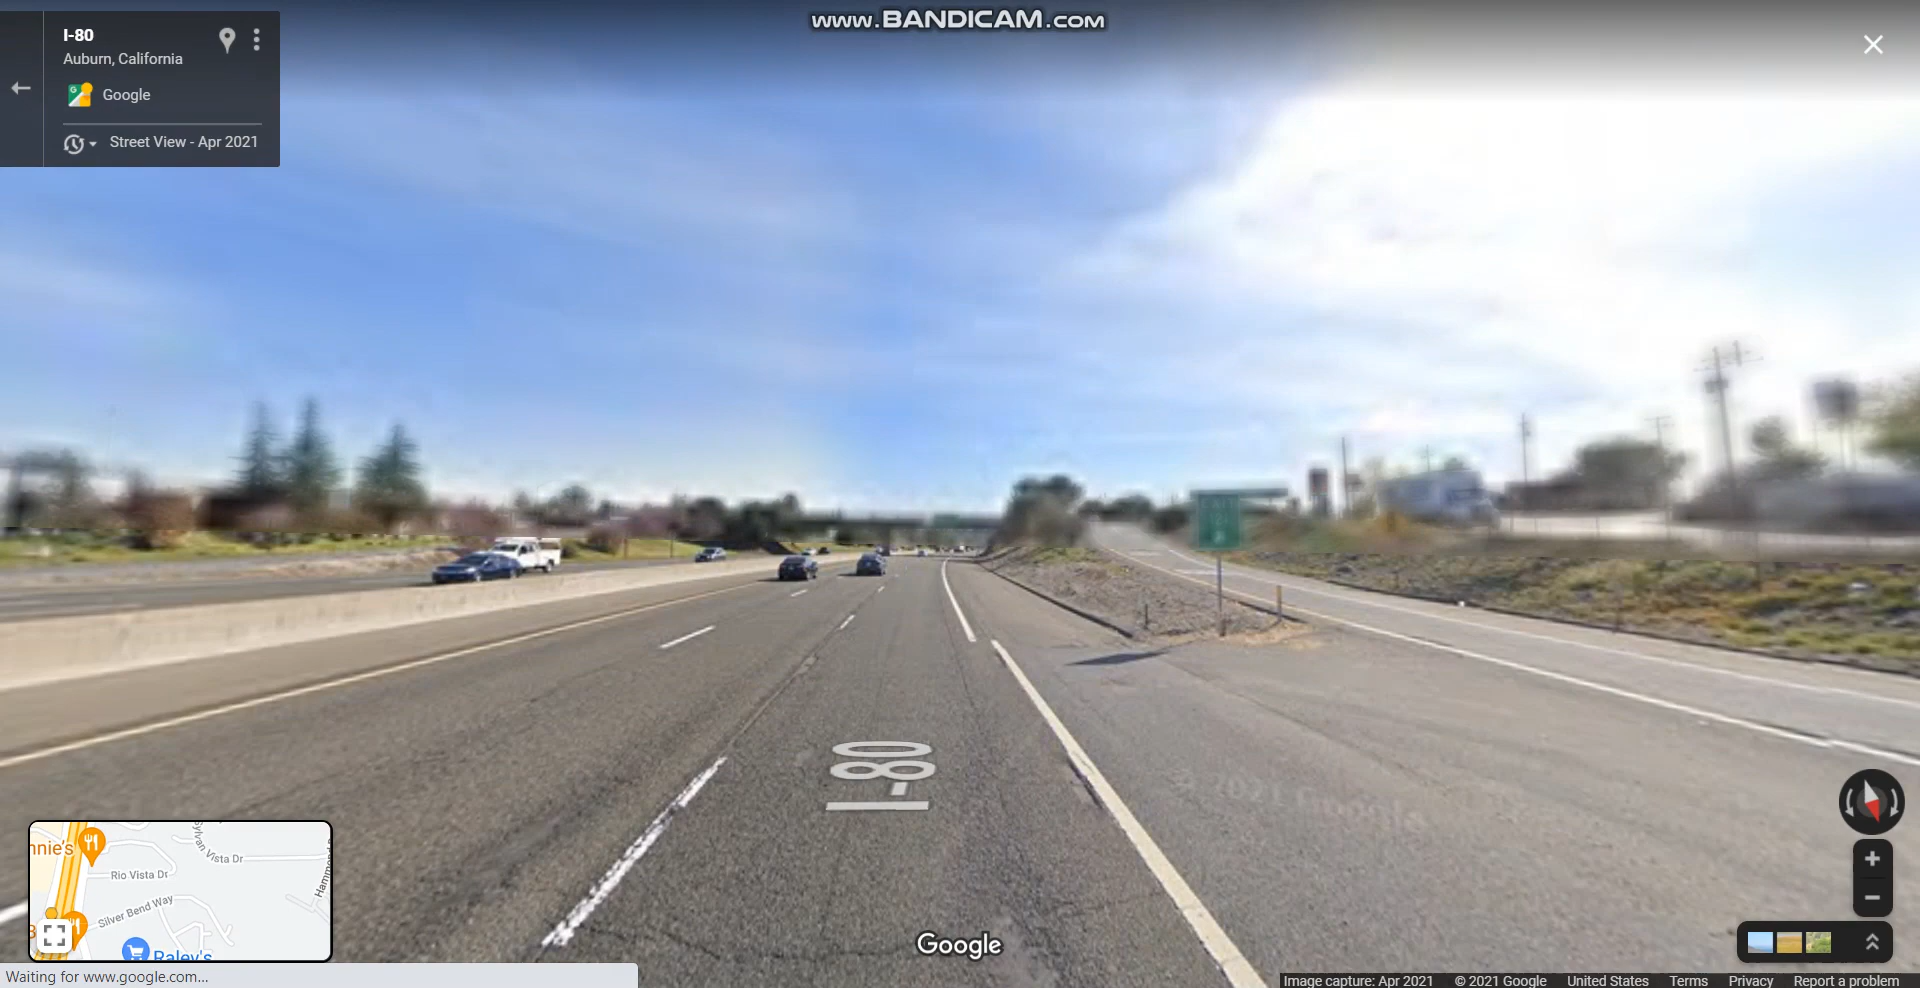 www.BANDICAM.com
I-80
Auburn, California
Google
Street View - Apr 2021
I-80
Sylvan Vista Dr
Rio Vista Dr
Silver Bend Way
Raley's
Google
Waiting for www.google.com...
Image capture: Apr 2021
© 2021 Google
United States
Terms
Privacy
Report a problem